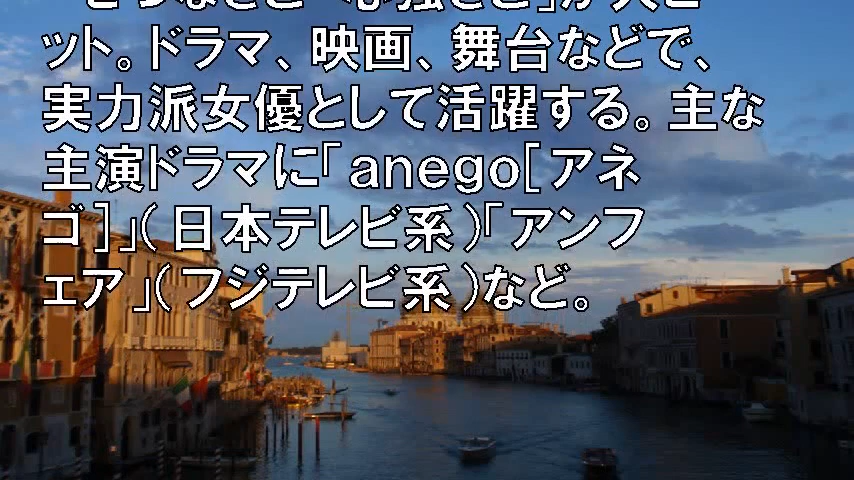 ット。ドラマ、映画、舞台などで、
実力派女優として活躍する。主な
主演ドラマに「anego[アネ
ゴ]」（日本テレビ系）「アンフ
ェア」（フジテレビ系）など。